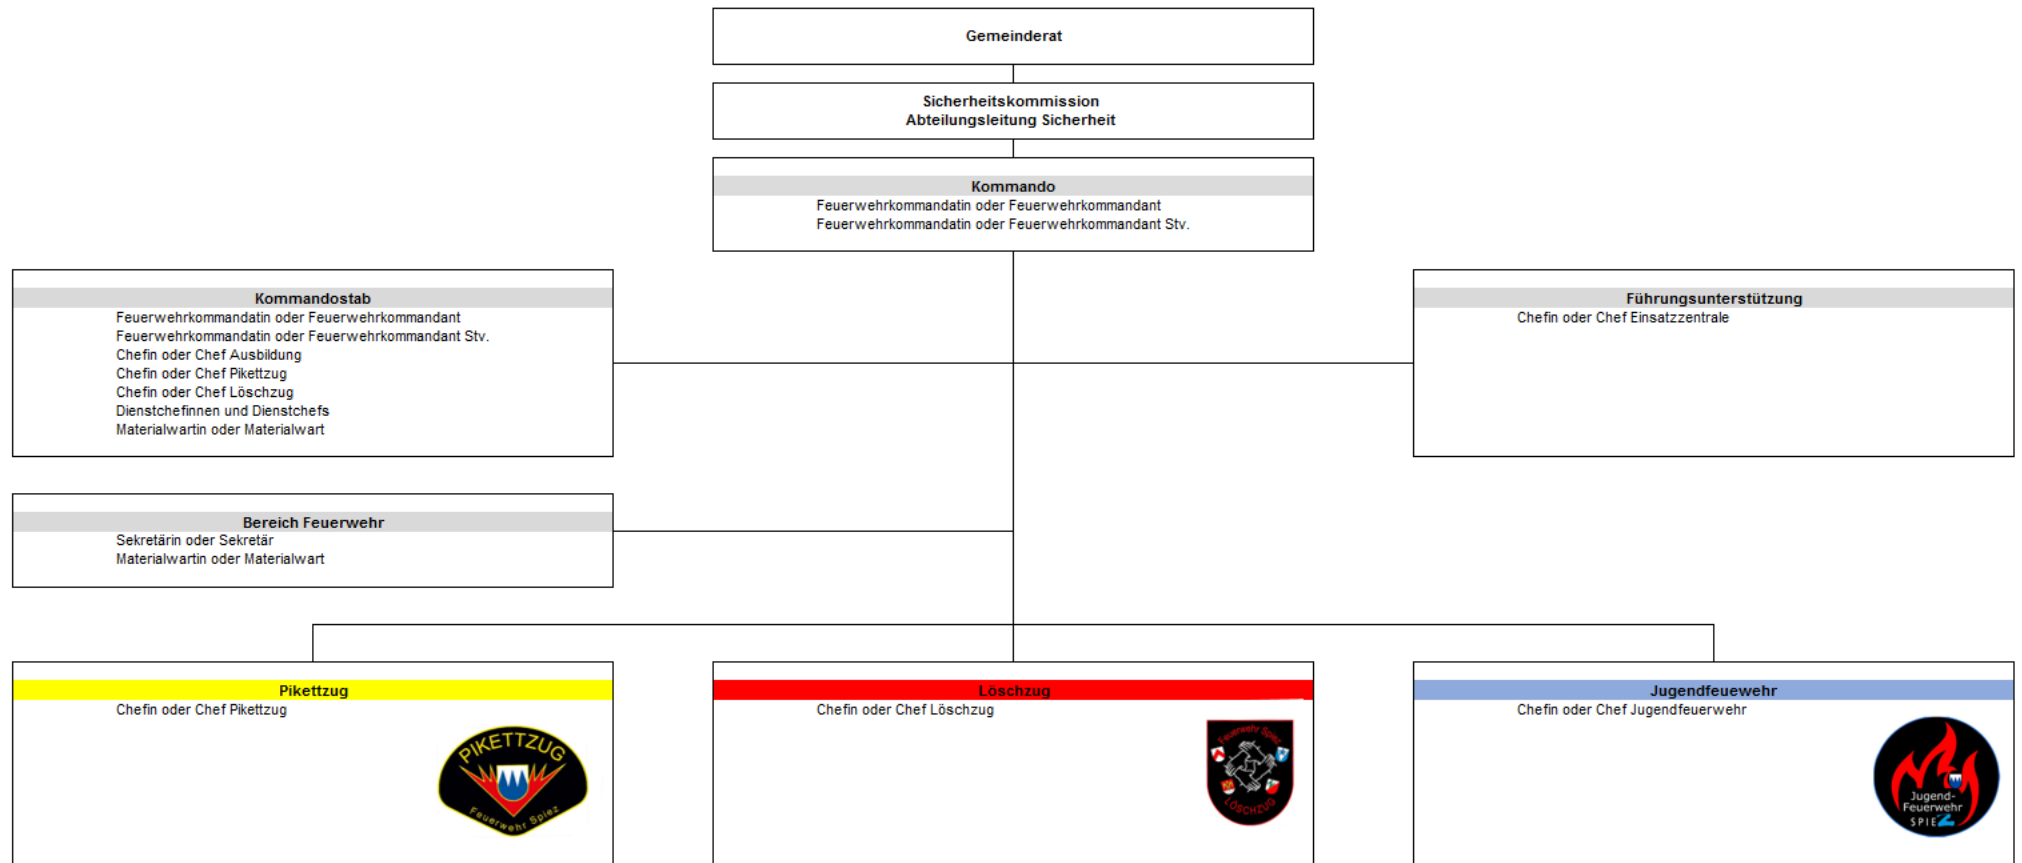 Gemeinderat
Sicherheitskommission
Abteilungsleitung Sicherheit
Kommando
Feuerwehrkommandatin oder Feuerwehrkommandant
Feuerwehrkommandatin oder Feuerwehrkommandant Stv.
Kommandostab
Feuerwehrkommandatin oder Feuerwehrkommandant
Feuerwehrkommandatin oder Feuerwehrkommandant Stv.
Chefin oder Chef Ausbildung
Chefin oder Chef Pikettzug
Chefin oder Chef Löschzug
Dienstchefinnen und Dienstchefs
Materialwartin oder Materialwart
Führungsunterstützung
Chefin oder Chef Einsatzzentrale
Bereich Feuerwehr
Sekretärin oder Sekretär
Materialwartin oder Materialwart
Pikettzug
Chefin oder Chef Pikettzug
PIKETTZUG
Feuerwehr Spiez
Löschzug
Chefin oder Chef Löschzug
Feuerwehr Spiez
LÖSCHZUG
Jugendfeuewehr
Chefin oder Chef Jugendfeuerwehr
Jugend-
Feuerwehr
SPIEZ